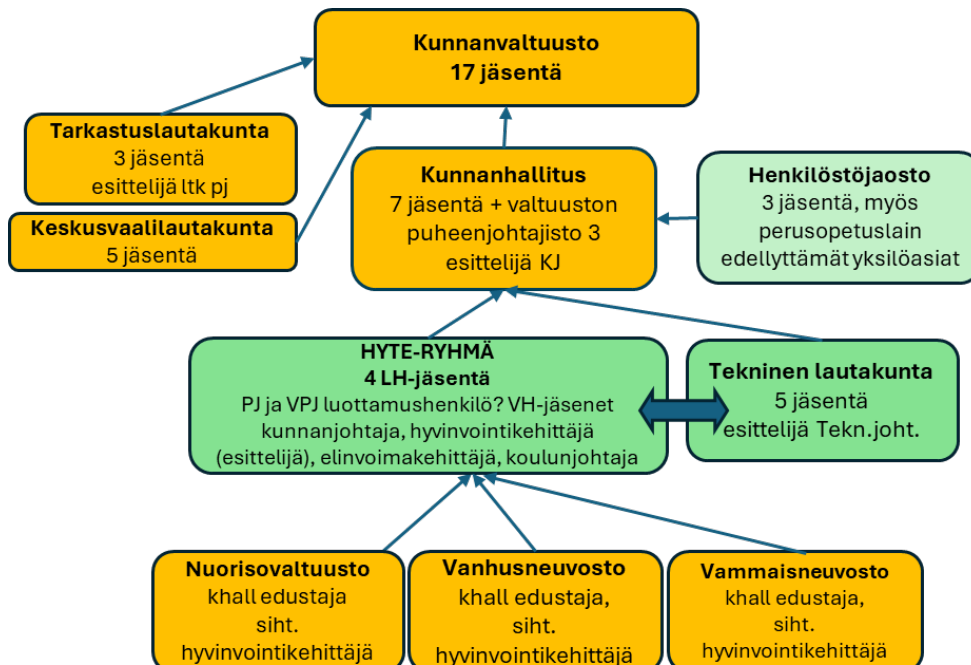 Kunnanvaltuusto
17 jäsentä
Tarkastuslautakunta
3 jäsentä
esittelijä ltk pj
Keskusvaalilautakunta
5 jäsentä
Kunnanhallitus
7 jäsentä + valtuuston
puheenjohtajisto 3
esittelijä KJ
Henkilöstöjaosto
3 jäsentä, myös
perusopetuslain
edellyttämät yksilöasiat
HYTE-RYHMÄ
4 LH-jäsentä
PJ ja VPJ luottamushenkilö? VH-jäsenet
kunnanjohtaja, hyvinvointikehittäjä
(esittelijä), elinvoimakehittäjä, koulunjohtaja
Tekninen lautakunta
5 jäsentä
esittelijä Tekn.joht.
Nuorisovaltuusto
khall edustaja
siht.
hyvinvointikehittäjä
Vanhusneuvosto
khall edustaja,
siht.
hyvinvointikehittäjä
Vammaisneuvosto
khall edustaja,
siht.
hyvinvointikehittäjä